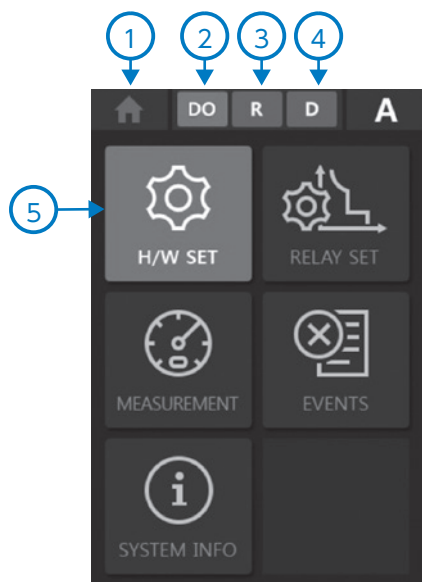 1 2 3 4
DO R D A
5
H/W SET RELAY SET
MEASUREMENT EVENTS
SYSTEM INFO